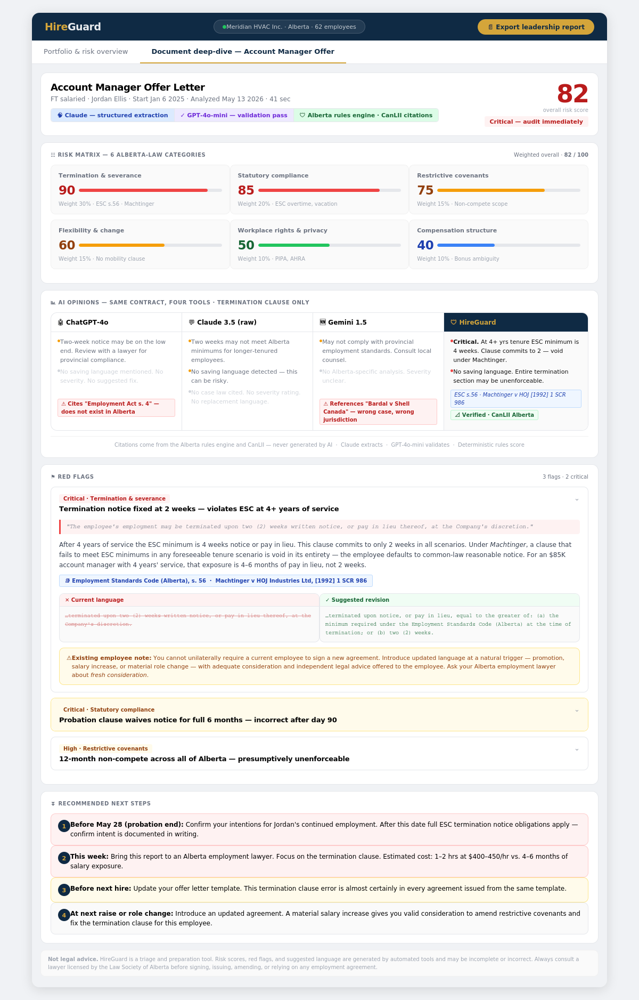 HireGuard
Meridian HVAC Inc. · Alberta · 62 employees
Export leadership report
Portfolio & risk overview
Document deep-dive — Account Manager Offer
Account Manager Offer Letter
FT salaried · Jordan Ellis · Start Jan 6 2025 · Analyzed May 13 2026 · 41 sec
Claude — structured extraction
✓ GPT-4o-mini — validation pass
Alberta rules engine · CanLII citations
82
overall risk score
Critical — audit immediately
RISK MATRIX — 6 ALBERTA-LAW CATEGORIES
Weighted overall · 82 / 100
Termination & severance
90
Weight 30% · ESC s.56 · Machtinger
Statutory compliance
85
Weight 20% · ESC overtime, vacation
Restrictive covenants
75
Weight 15% · Non-compete scope
Flexibility & change
60
Weight 15% · No mobility clause
Workplace rights & privacy
50
Weight 10% · PIPA, AHRA
Compensation structure
40
Weight 10% · Bonus ambiguity
AI OPINIONS — SAME CONTRACT, FOUR TOOLS · TERMINATION CLAUSE ONLY
ChatGPT-4o
Two-week notice may be on the low
end. Review with a lawyer for
provincial compliance.
No saving language mentioned. No
severity. No suggested fix.
⚠ Cites "Employment Act s. 4" —
does not exist in Alberta
Claude 3.5 (raw)
Two weeks may not meet Alberta
minimums for longer-tenured
employees.
No saving language detected — this
can be risky.
No case law cited. No severity rating.
No replacement language.
Gemini 1.5
May not comply with provincial
employment standards. Consult local
counsel.
No Alberta-specific analysis. Severity
unclear.
⚠ References "Bardal v Shell
Canada" — wrong case, wrong
jurisdiction
HireGuard
Critical. At 4+ yrs tenure ESC minimum is
4 weeks. Clause commits to 2 — void
under Machtinger.
No saving language. Entire termination
section may be unenforceable.
ESC s.56 · Machtinger v HOJ [1992] 1 SCR
986
Verified · CanLII Alberta
Citations come from the Alberta rules engine and CanLII — never generated by AI · Claude extracts · GPT-4o-mini validates · Deterministic rules score
RED FLAGS
3 flags · 2 critical
Critical · Termination & severance
Termination notice fixed at 2 weeks — violates ESC at 4+ years of service
"The employee's employment may be terminated upon two (2) weeks written notice, or pay in lieu thereof, at the Company's discretion."
After 4 years of service the ESC minimum is 4 weeks notice or pay in lieu. This clause commits to only 2 weeks in all scenarios. Under Machtinger, a clause that
fails to meet ESC minimums in any foreseeable tenure scenario is void in its entirety — the employee defaults to common-law reasonable notice. For an $85K
account manager with 4 years' service, that exposure is 4–6 months of pay in lieu, not 2 weeks.
Employment Standards Code (Alberta), s. 56 · Machtinger v HOJ Industries Ltd, [1992] 1 SCR 986
✕ Current language
…terminated upon two (2) weeks written notice, or pay in lieu thereof, at the
Company's discretion.
✓ Suggested revision
…terminated upon notice, or pay in lieu, equal to the greater of: (a) the
minimum required under the Employment Standards Code (Alberta) at the time of
termination; or (b) two (2) weeks.
⚠Existing employee note: You cannot unilaterally require a current employee to sign a new agreement. Introduce updated language at a natural trigger — promotion,
salary increase, or material role change — with adequate consideration and independent legal advice offered to the employee. Ask your Alberta employment lawyer
about fresh consideration.
Critical · Statutory compliance
Probation clause waives notice for full 6 months — incorrect after day 90
High · Restrictive covenants
12-month non-compete across all of Alberta — presumptively unenforceable
RECOMMENDED NEXT STEPS
1 Before May 28 (probation end): Confirm your intentions for Jordan's continued employment. After this date full ESC termination notice obligations apply —
confirm intent is documented in writing.
2 This week: Bring this report to an Alberta employment lawyer. Focus on the termination clause. Estimated cost: 1–2 hrs at $400–450/hr vs. 4–6 months of
salary exposure.
3 Before next hire: Update your offer letter template. This termination clause error is almost certainly in every agreement issued from the same template.
4 At next raise or role change: Introduce an updated agreement. A material salary increase gives you valid consideration to amend restrictive covenants and
fix the termination clause for this employee.
Not legal advice. HireGuard is a triage and preparation tool. Risk scores, red flags, and suggested language are generated by automated tools and may be incomplete or incorrect. Always consult a
lawyer licensed by the Law Society of Alberta before signing, issuing, amending, or relying on any employment agreement.